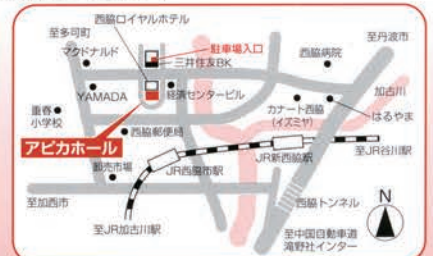 至多可町
西脇ロイヤルホテル
駐車場入口
至丹波市
マクドナルド
三井住友BK
西脇病院
加古川
YAMADA
経済センタービル
カナート西脇
(イズミヤ)
はるやま
重春
小学校
西脇郵便局
アピカホール
卸売市場
JR西脇市駅
JR新西脇駅
至JR谷川駅
至加西市
西脇トンネル
N
至JR加古川駅
至中国自動車道
滝野社インター